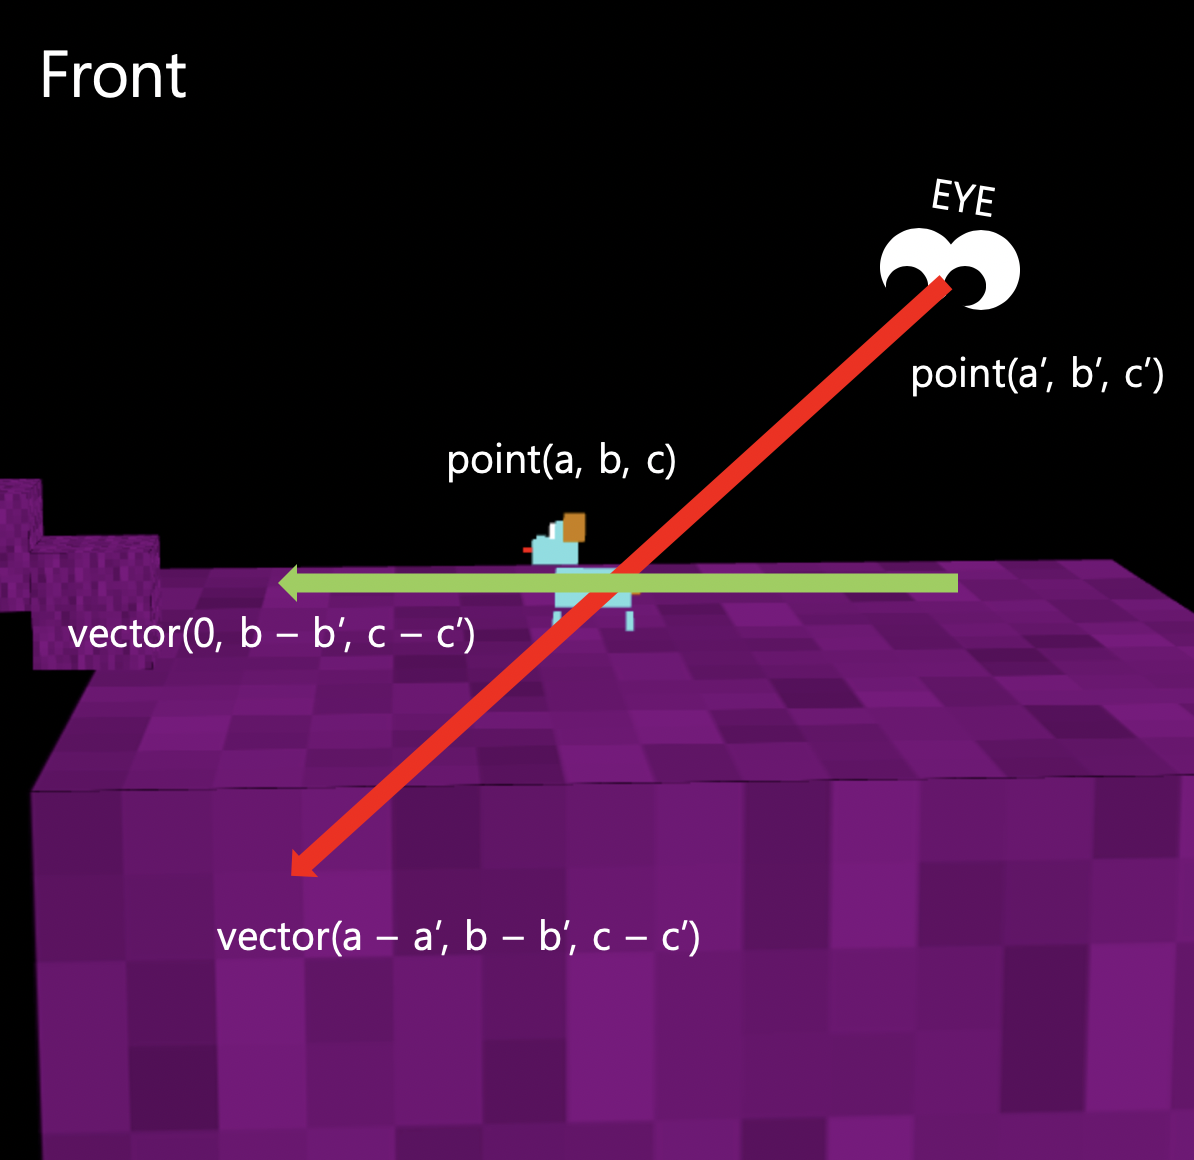 Front
EYE
point(a’, b’, c’)
point(a, b, c)
vector(0, b – b’, c – c’)
vector(a – a’, b – b’, c – c’)